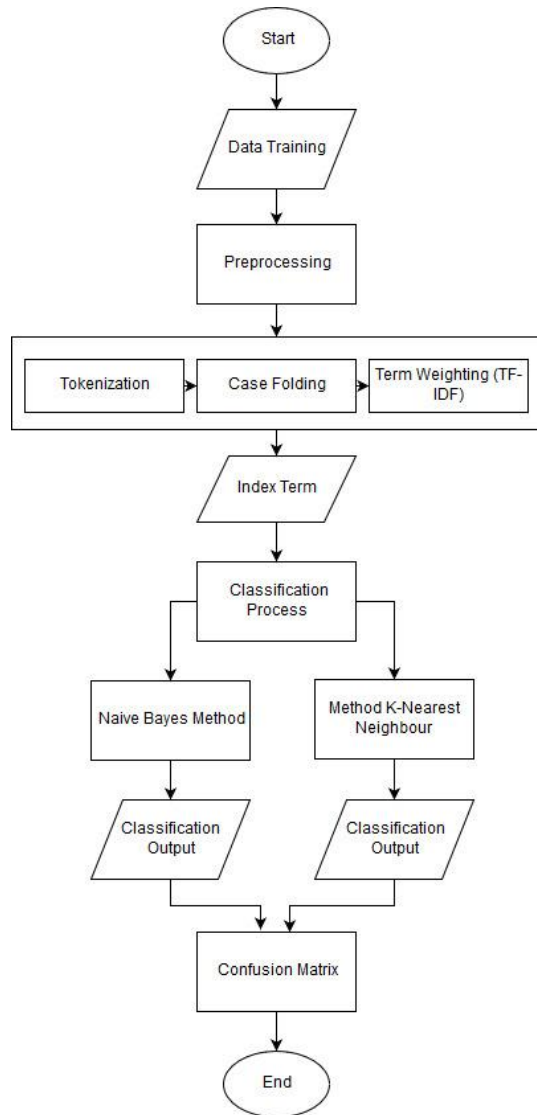 Start
Data Training
Preprocessing
Tokenization
Case Folding
Term Weighting (TF-
IDF)
Index Term
Classification
Process
Naive Bayes Method
Method K-Nearest
Neighbour
Classification
Output
Classification
Output
Confusion Matrix
End